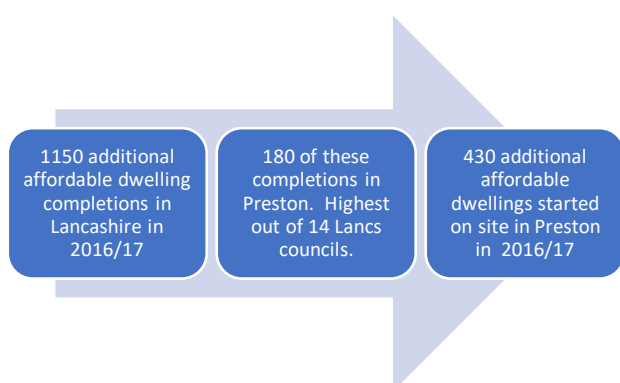 1150 additional
affordable dwelling
completions in
Lancashire in
2016/17
180 of these
completions in
Preston. Highest
out of 14 Lancs
councils.
430 additional
affordable
dwellings started
on site in Preston
in 2016/17